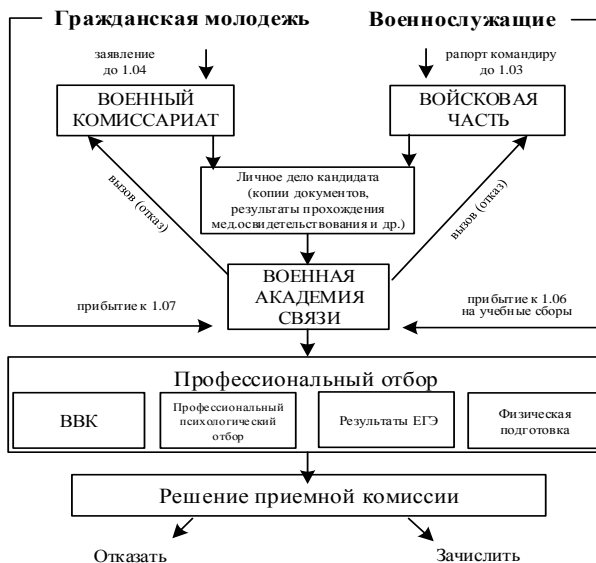 Гражданская молодежь
Военнослужащие
заявление
до 1.04
рапорт командиру
до 1.03
ВОЕННЫЙ
КОМИССАРИАТ
ВОЙСКОВАЯ
ЧАСТЬ
Личное дело кандидата
(копии документов,
результаты прохождения
мед.освидетельствования и др.)
вызов (отказ)
вызов (отказ)
ВОЕННАЯ
АКАДЕМИЯ
СВЯЗИ
прибытие к 1.07
прибытие к 1.06
на учебные сборы
Профессиональный отбор
ВВК
Профессиональный
психологический
отбор
Результаты ЕГЭ
Физическая
подготовка
Решение приемной комиссии
Отказать
Зачислить